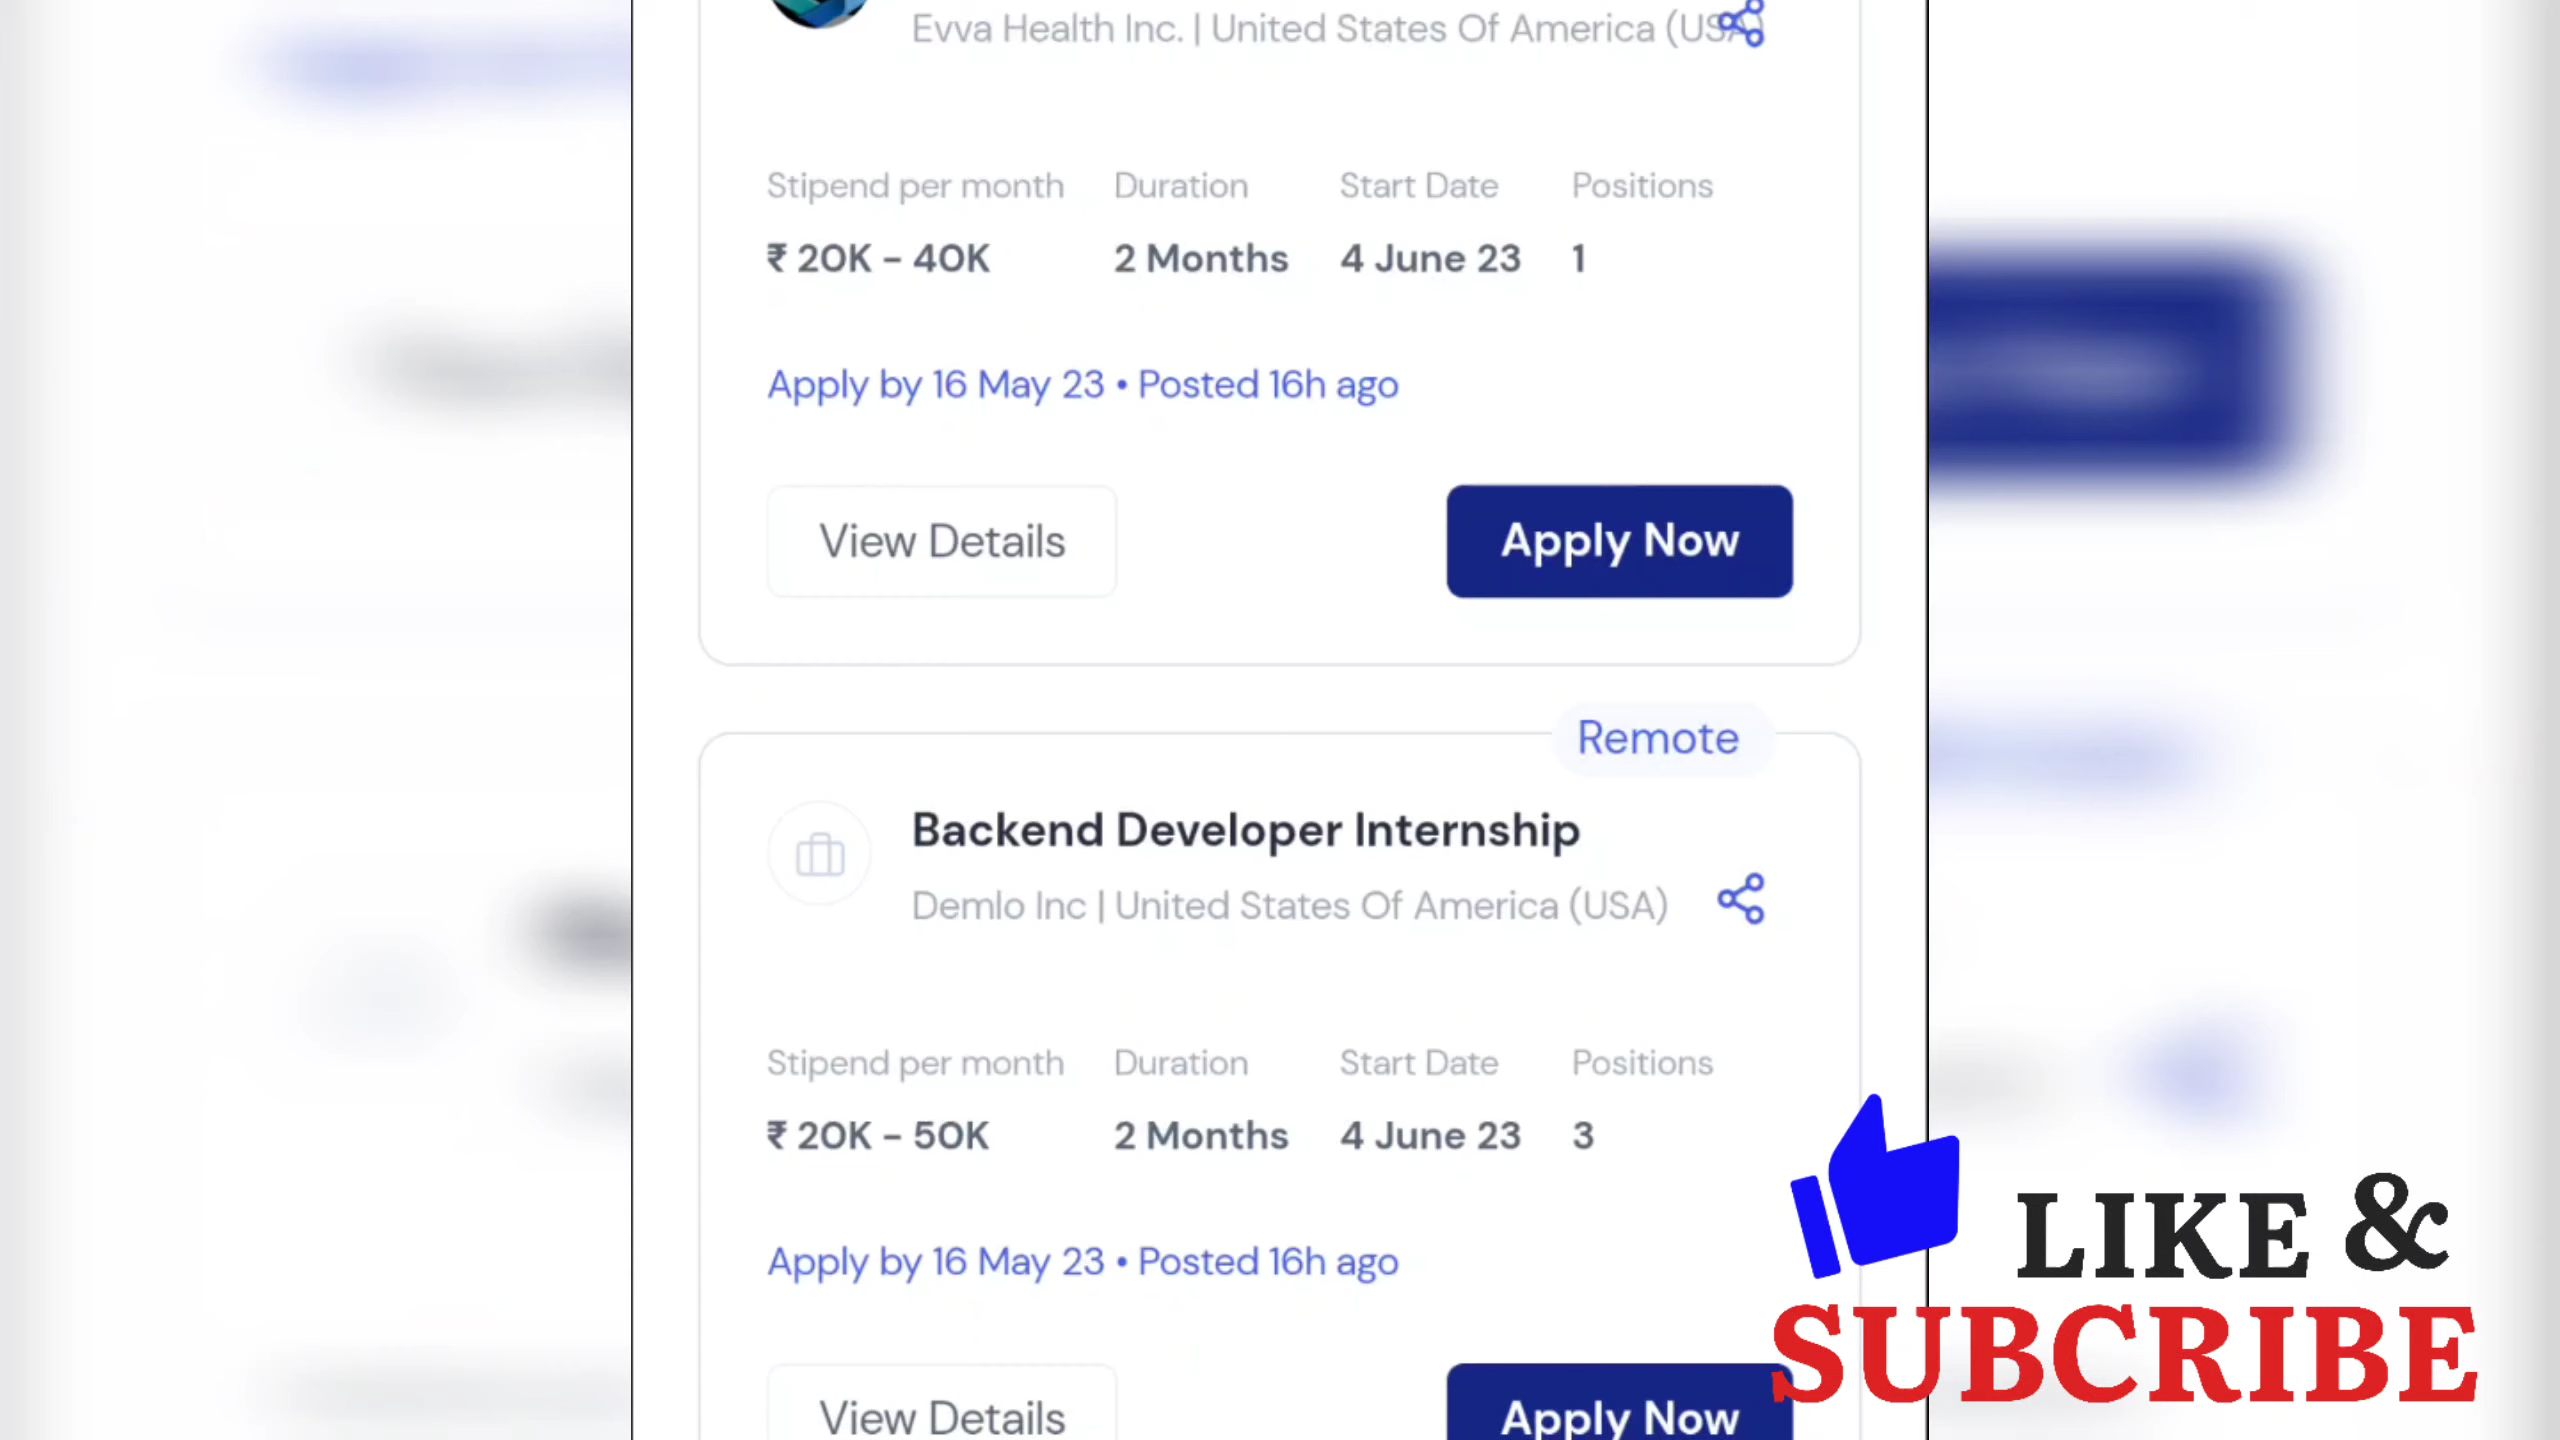 Evva Health Inc. | United States Of America (USA)
Stipend per month Duration Start Date Positions
₹ 20K - 40K 2 Months 4 June 23 1
Apply by 16 May 23 • Posted 16h ago
View Details Apply Now
Remote
Backend Developer Internship
Demlo Inc | United States Of America (USA)
Stipend per month Duration Start Date Positions
₹ 20K - 50K 2 Months 4 June 23 3
Apply by 16 May 23 • Posted 16h ago
View Details Apply Now
LIKE &
SUBCRIBE